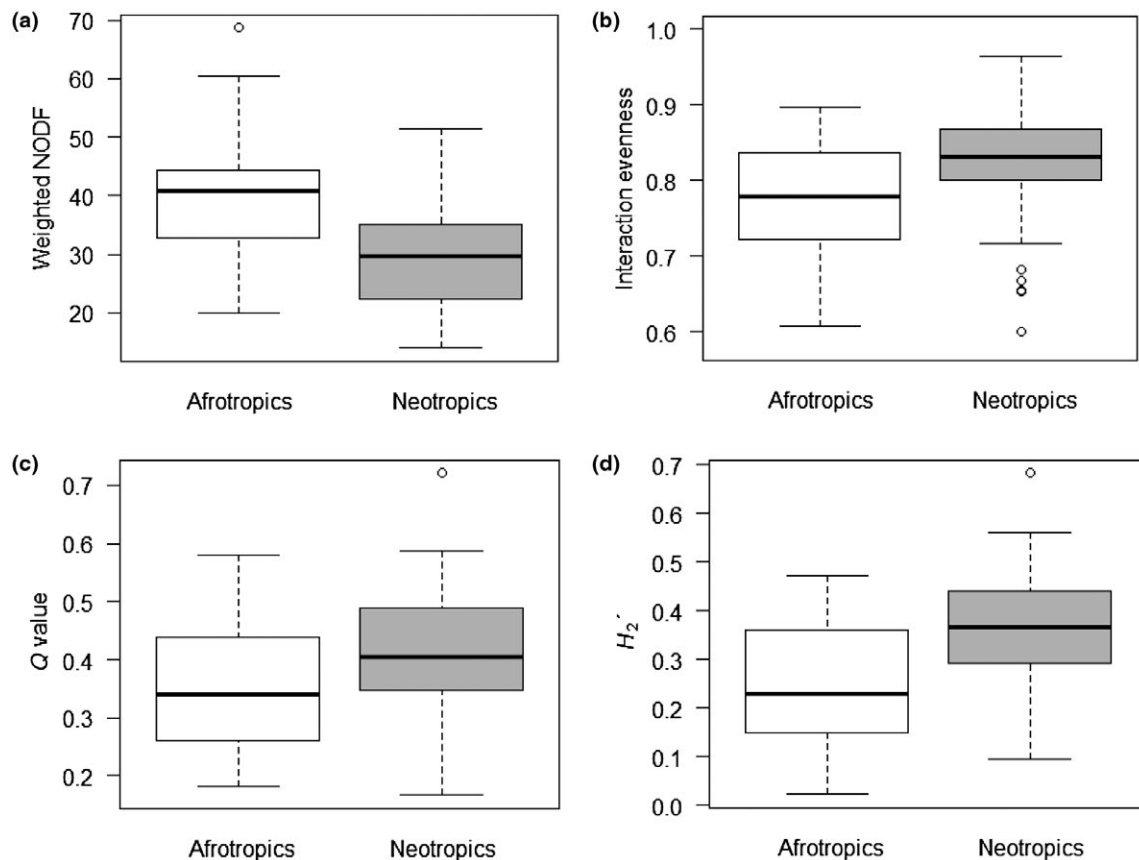 (a)
70
60
50
40
30
20
Weighted NODF
Afrotropics Neotropics
(b)
1.0
0.9
0.8
0.7
0.6
Interaction evenness
Afrotropics Neotropics
(c)
0.7
0.6
0.5
0.4
0.3
0.2
Q value
Afrotropics Neotropics
(d)
0.7
0.6
0.5
0.4
0.3
0.2
0.1
0.0
H₂′
Afrotropics Neotropics